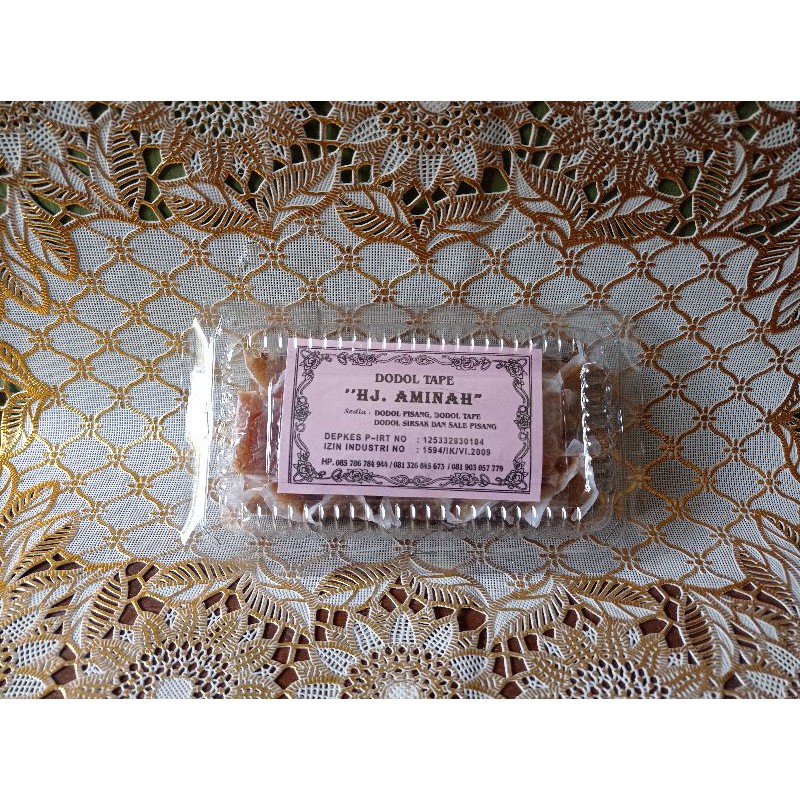 DODOL TAPE
"HJ. AMINAH"
Sedia : DODOL PISANG, DODOL TAPE
DODOL SIRSAK DAN SALE PISANG
DEPKES P-IRT NO : 125332930184
IZIN INDUSTRI NO : 1594/IK/VI.2009
HP. 085 786 784 944 / 081 326 845 673 / 081 903 057 779